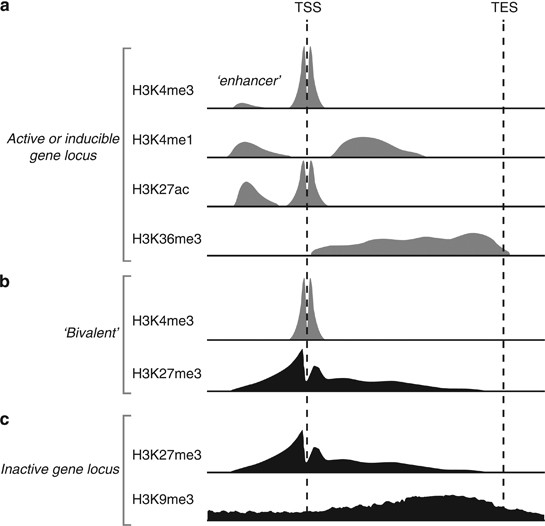 a
TSS
TES
'enhancer'
H3K4me3
Active or inducible
gene locus
H3K4me1
H3K27ac
H3K36me3
b
H3K4me3
'Bivalent'
H3K27me3
c
H3K27me3
Inactive gene locus
H3K9me3